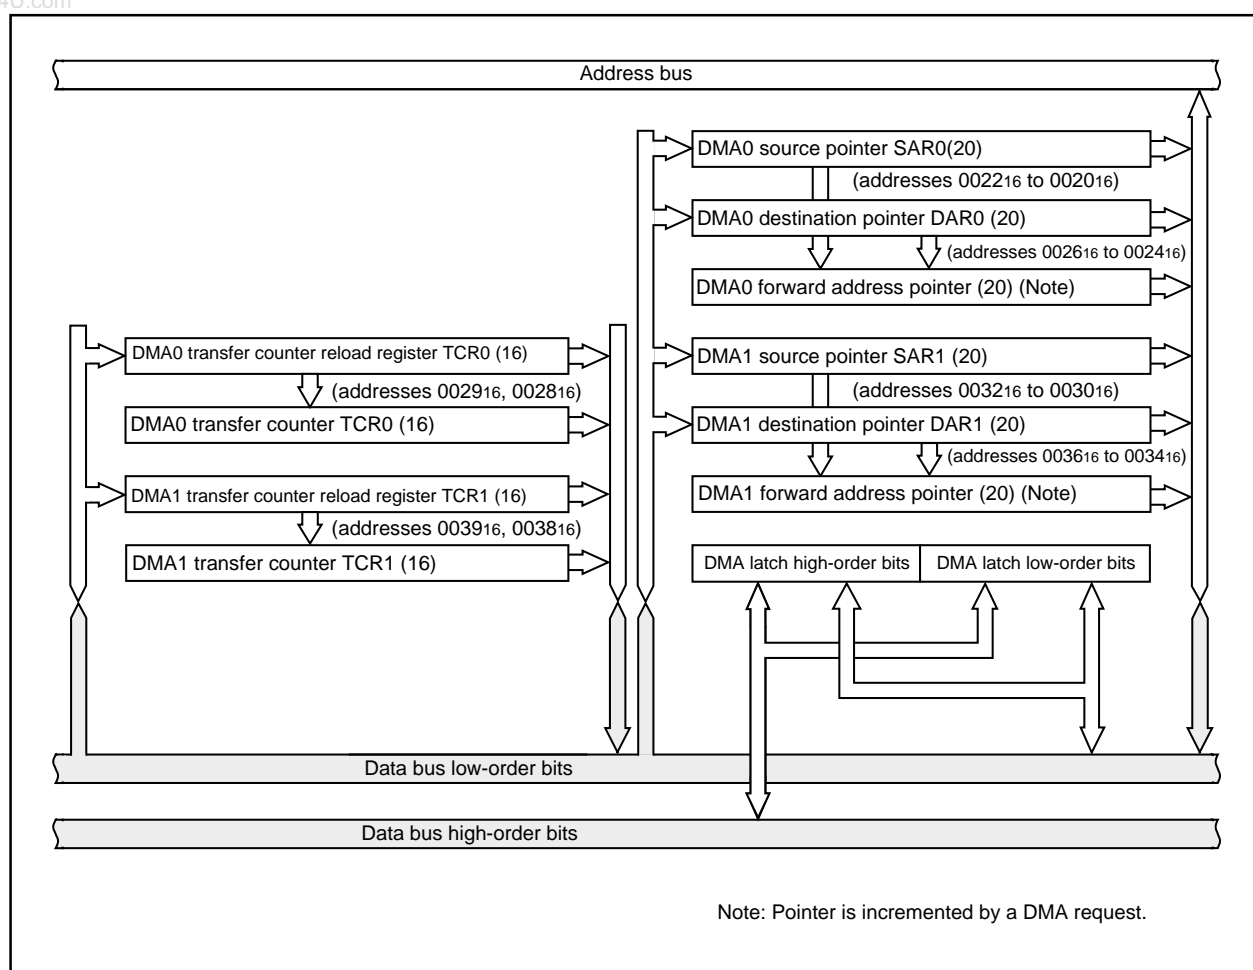 4U.com
Address bus
DMA0 source pointer SAR0(20)
(addresses 002216 to 002016)
DMA0 destination pointer DAR0 (20)
(addresses 002616 to 002416)
DMA0 forward address pointer (20) (Note)
DMA0 transfer counter reload register TCR0 (16)
(addresses 002916, 002816)
DMA0 transfer counter TCR0 (16)
DMA1 transfer counter reload register TCR1 (16)
(addresses 003916, 003816)
DMA1 transfer counter TCR1 (16)
DMA1 source pointer SAR1 (20)
(addresses 003216 to 003016)
DMA1 destination pointer DAR1 (20)
(addresses 003616 to 003416)
DMA1 forward address pointer (20) (Note)
DMA latch high-order bits
DMA latch low-order bits
Data bus low-order bits
Data bus high-order bits
Note: Pointer is incremented by a DMA request.